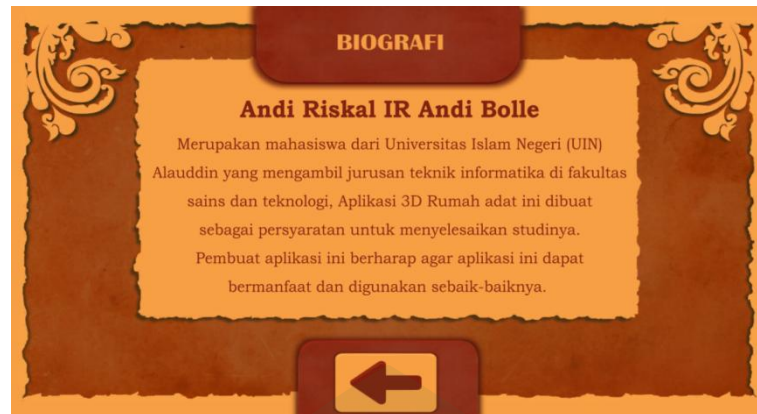 BIOGRAFI
Andi Riskal IR Andi Bolle
Merupakan mahasiswa dari Universitas Islam Negeri (UIN)
Alauddin yang mengambil jurusan teknik informatika di fakultas
sains dan teknologi, Aplikasi 3D Rumah adat ini dibuat
sebagai persyaratan untuk menyelesaikan studinya.
Pembuat aplikasi ini berharap agar aplikasi ini dapat
bermanfaat dan digunakan sebaik-baiknya.